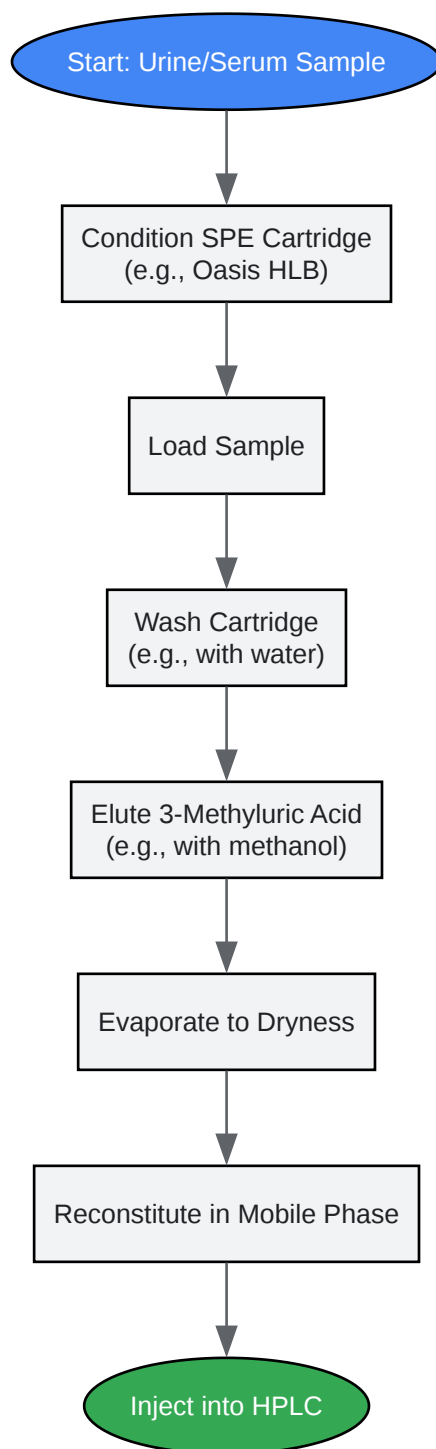 Start: Urine/Serum Sample
Condition SPE Cartridge
(e.g., Oasis HLB)
Load Sample
Wash Cartridge
(e.g., with water)
Elute 3-Methyluric Acid
(e.g., with methanol)
Evaporate to Dryness
Reconstitute in Mobile Phase
Inject into HPLC